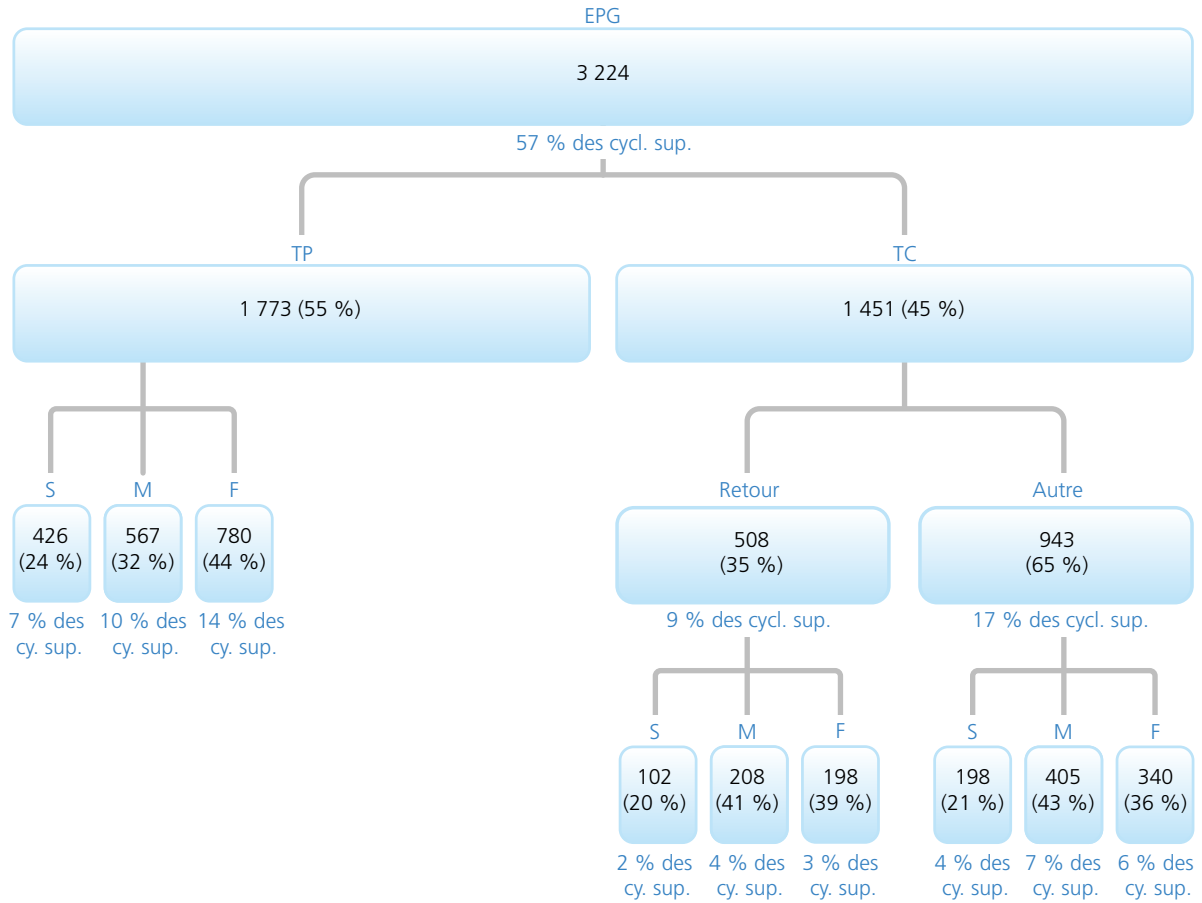 EPG
3 224
57 % des cycl. sup.
TP
TC
1 773 (55 %)
1 451 (45 %)
S
M
F
Retour
Autre
426
(24 %)
567
(32 %)
780
(44 %)
508
(35 %)
943
(65 %)
7 % des
cy. sup.
10 % des
cy. sup.
14 % des
cy. sup.
9 % des cycl. sup.
17 % des cycl. sup.
S
M
F
S
M
F
102
(20 %)
208
(41 %)
198
(39 %)
198
(21 %)
405
(43 %)
340
(36 %)
2 % des
cy. sup.
4 % des
cy. sup.
3 % des
cy. sup.
4 % des
cy. sup.
7 % des
cy. sup.
6 % des
cy. sup.